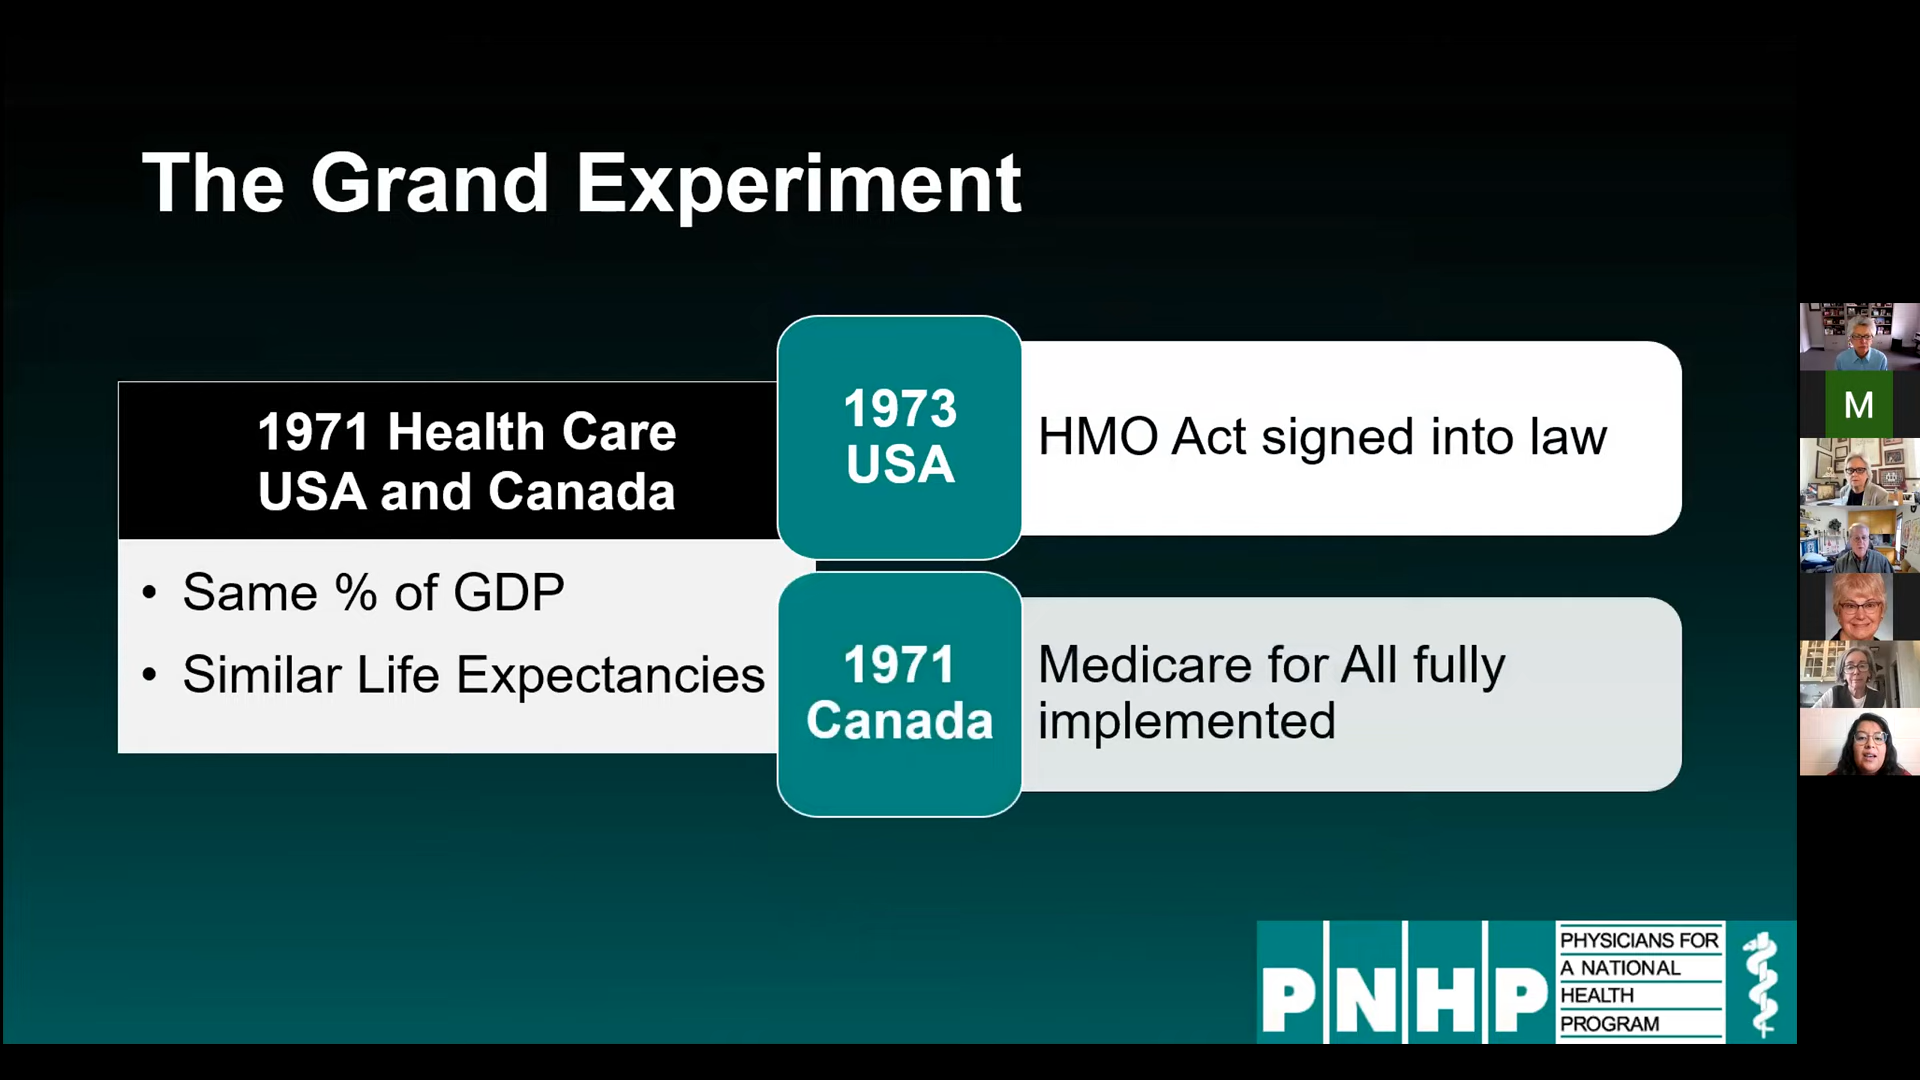 The Grand Experiment
1971 Health Care
USA and Canada
• Same % of GDP
• Similar Life Expectancies
1973
USA
HMO Act signed into law
1971
Canada
Medicare for All fully
implemented
M
PNHP
PHYSICIANS FOR
A NATIONAL
HEALTH
PROGRAM